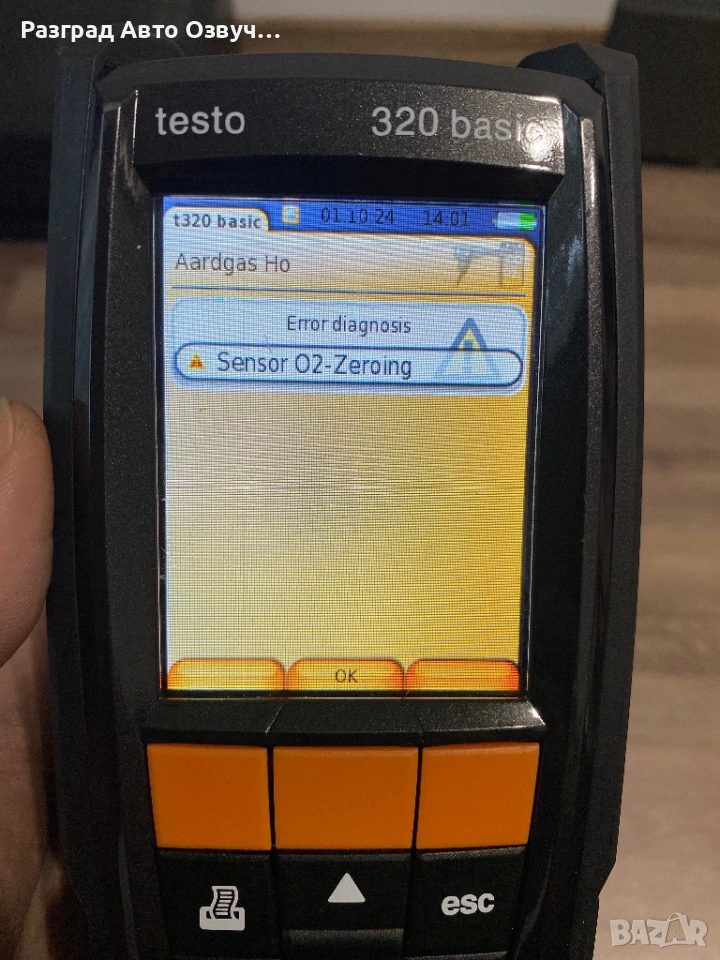 Разград Авто Озвуч...
testo 320 basic
t320 basic 01.10.24 14:01
Aardgas Ho
Error diagnosis
Sensor O2-Zeroing
OK
esc
BAZAR